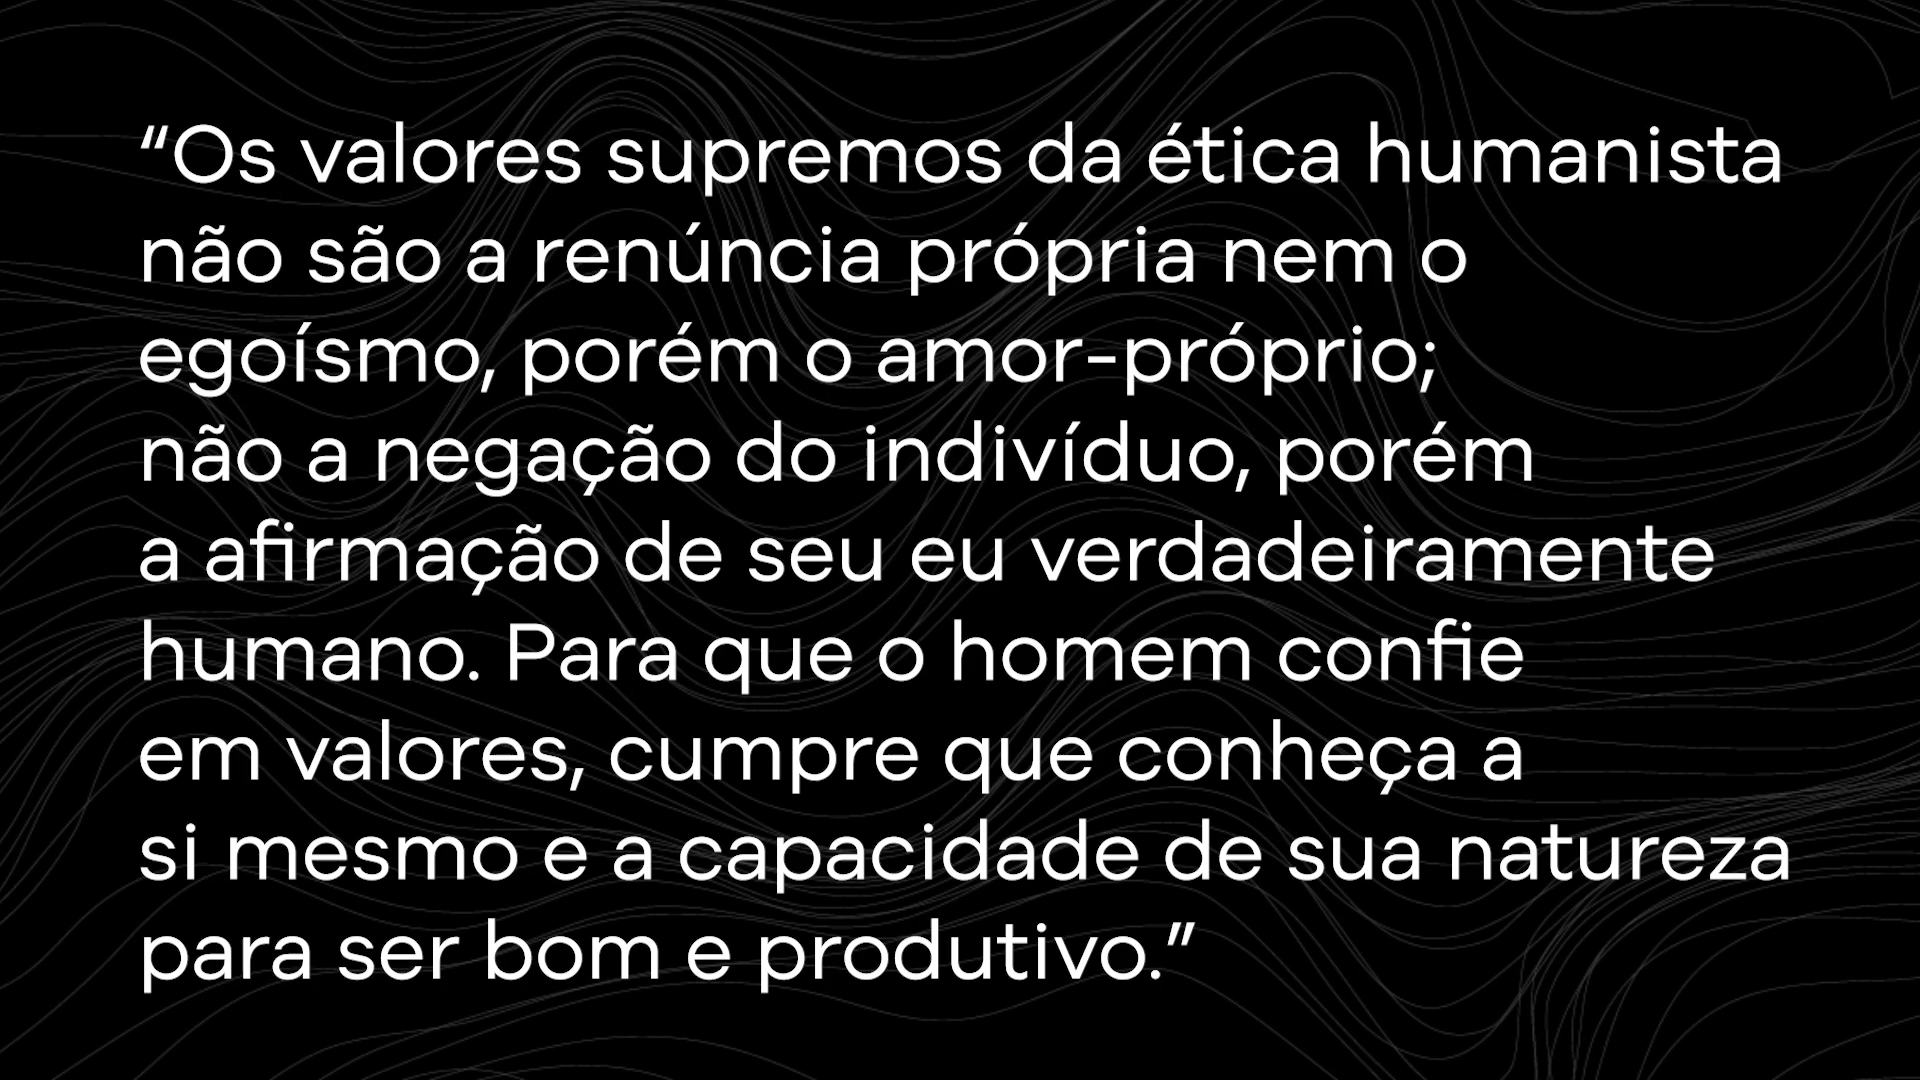 “Os valores supremos da ética humanista
não são a renúncia própria nem o
egoísmo, porém o amor-próprio;
não a negação do indivíduo, porém
a afirmação de seu eu verdadeiramente
humano. Para que o homem confie
em valores, cumpre que conheça a
si mesmo e a capacidade de sua natureza
para ser bom e produtivo.”